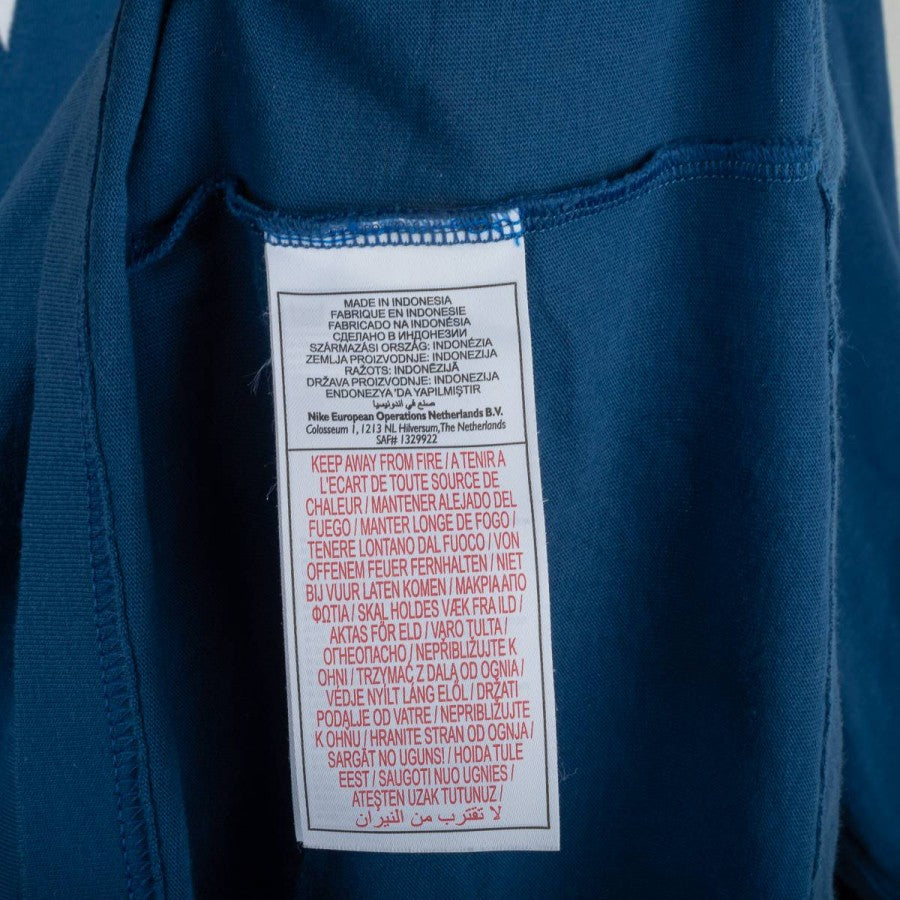 MADE IN INDONESIA
FABRIQUE EN INDONESIE
FABRICADO NA INDONÉSIA
СДЕЛАНО В ИНДОНЕЗИИ
SZÁRMAZÁSI ORSZÁG: INDONÉZIA
ZEMLJA PROIZVODNJE: INDONEZIJA
RAŽOTS: INDONĒZIJĀ
DRŽAVA PROIZVODNJE: INDONEZIJA
ENDONEZYA 'DA YAPILMIŞTIR
صنع في اندونيسيا
Nike European Operations Netherlands B.V.
Colosseum 1, 1213 NL Hilversum,The Netherlands
SAF# 1329922
KEEP AWAY FROM FIRE / A TENIR A
L'ECART DE TOUTE SOURCE DE
CHALEUR / MANTENER ALEJADO DEL
FUEGO / MANTER LONGE DE FOGO /
TENERE LONTANO DAL FUOCO / VON
OFFENEM FEUER FERNHALTEN / NIET
BIJ VUUR LATEN KOMEN / ΜΑΚΡΙΑ ΑΠΟ
ΦΩΤΙΑ / SKAL HOLDES VÆK FRA ILD /
AKTAS FÖR ELD / VARO TULTA /
ОГНЕОПАСНО / NEPŘIBLIŽUJTE K
OHNI / TRZYMAĆ Z DALA OD OGNIA /
VÉDJE NYÍLT LÁNG ELŐL / DRŽATI
PODALJE OD VATRE / NEPRIBLIŽUJTE
K OHŇU / HRANITE STRAN OD OGNJA /
SARGĀT NO UGUNS! / HOIDA TULE
EEST / SAUGOTI NUO UGNIES /
ATEŞTEN UZAK TUTUNUZ /
لا تقترب من النيران